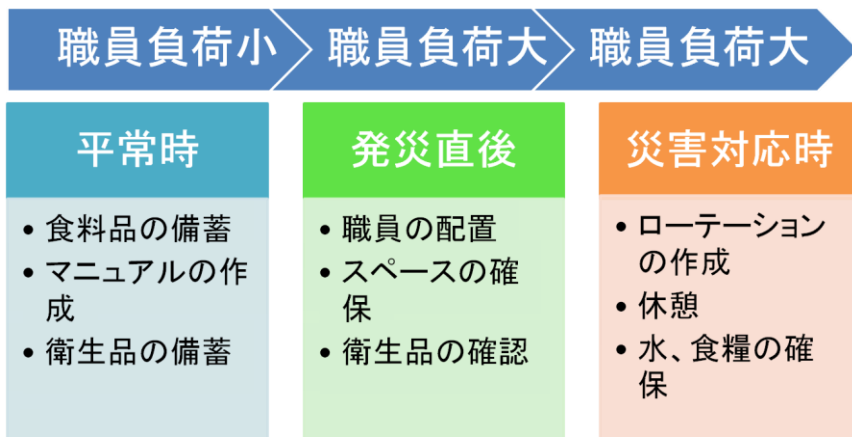 職員負荷小
職員負荷大
職員負荷大
平常時
• 食料品の備蓄
• マニュアルの作
成
• 衛生品の備蓄
発災直後
• 職員の配置
• スペースの確
保
• 衛生品の確認
災害対応時
• ローテーション
の作成
• 休憩
• 水、食糧の確
保